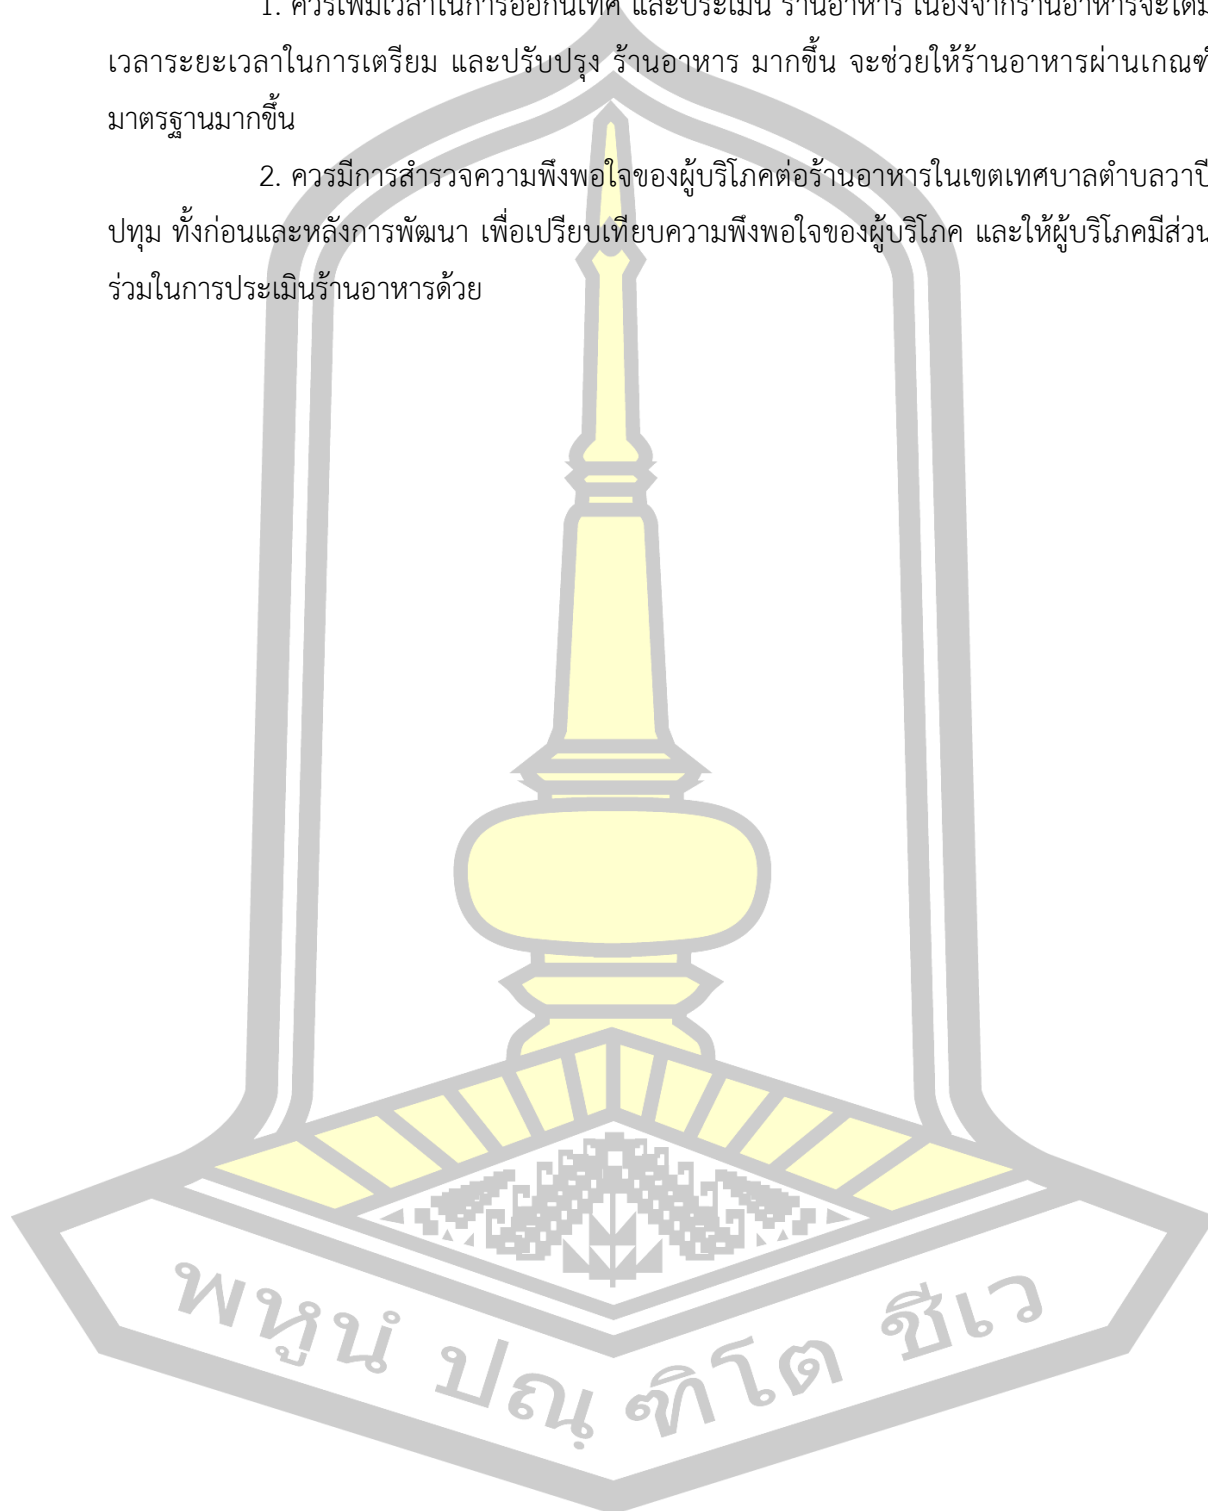 1. ควรเพิ่มเวลาในการออกนิเทศ และประเมิน ร้านอาหาร เนื่องจากร้านอาหารจะได้มี
เวลาระยะเวลาในการเตรียม และปรับปรุง ร้านอาหาร มากขึ้น จะช่วยให้ร้านอาหารผ่านเกณฑ์
มาตรฐานมากขึ้น
2. ควรมีการสำรวจความพึงพอใจของผู้บริโภคต่อร้านอาหารในเขตเทศบาลตำบลวาปี
ปทุม ทั้งก่อนและหลังการพัฒนา เพื่อเปรียบเทียบความพึงพอใจของผู้บริโภค และให้ผู้บริโภคมีส่วน
ร่วมในการประเมินร้านอาหารด้วย
พหูนํ ปณฺ ฑิโต ชีเว